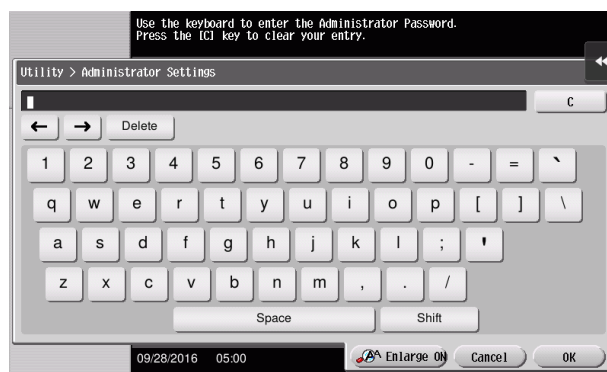 Use the keyboard to enter the Administrator Password.
Press the [C] key to clear your entry.
Utility > Administrator Settings
C
← → Delete
1 2 3 4 5 6 7 8 9 0 - = `
q w e r t y u i o p [ ] \
a s d f g h j k l ; '
z x c v b n m , . /
Space Shift
09/28/2016 05:00 Enlarge ON Cancel OK